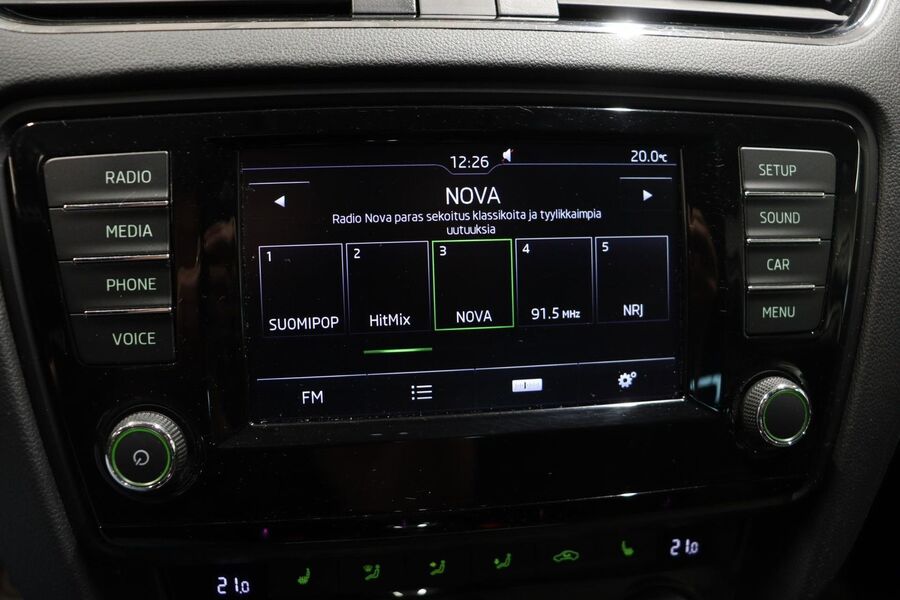 RADIO
MEDIA
PHONE
VOICE
12:26
20.0°C
NOVA
Radio Nova paras sekoitus klassikoita ja tyylikkaimpia
uutuuksia
1 2 3 4 5
SUOMIPOP HitMix NOVA 91.5 MHz NRJ
FM
SETUP
SOUND
CAR
MENU
21.0 21.0